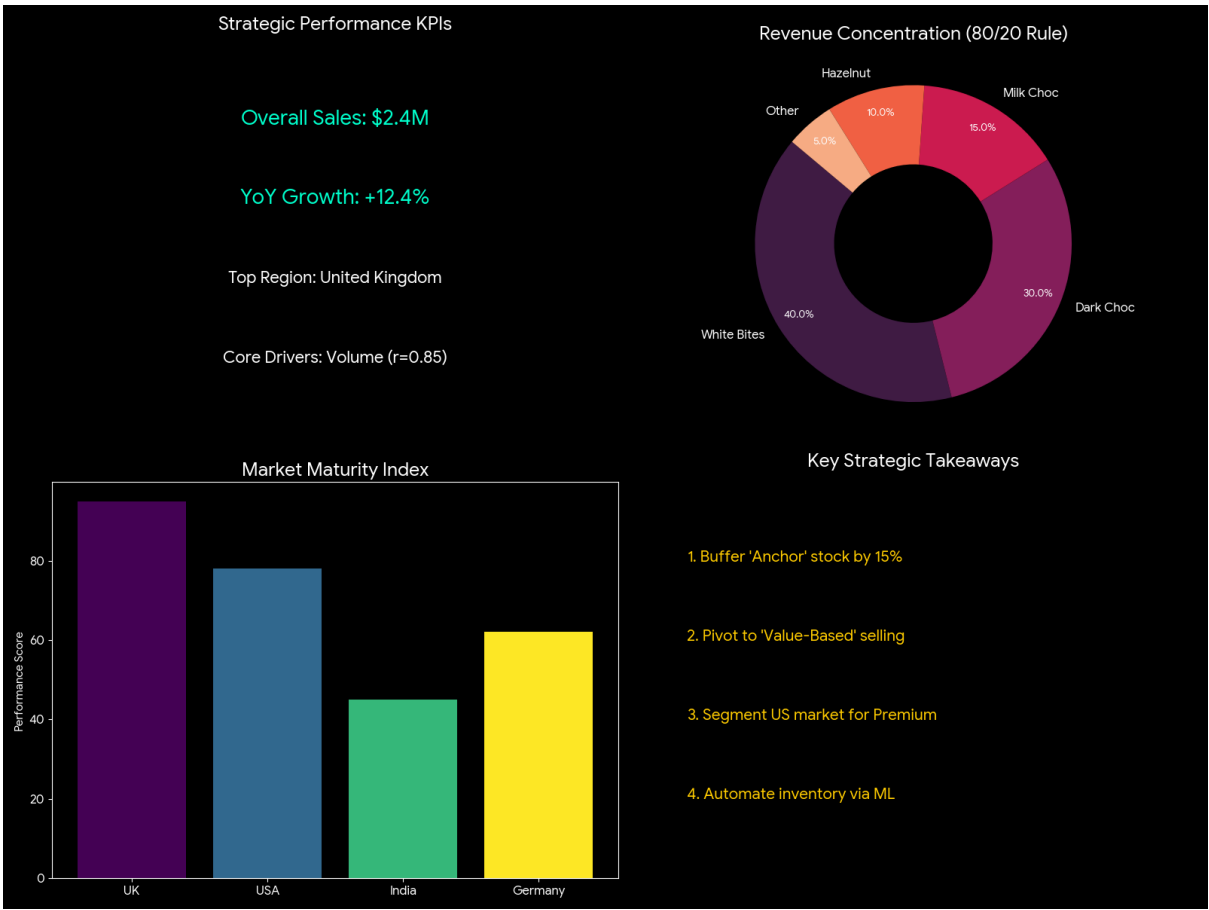 Strategic Performance KPIs
Overall Sales: $2.4M
YoY Growth: +12.4%
Top Region: United Kingdom
Core Drivers: Volume (r=0.85)
Revenue Concentration (80/20 Rule)
Hazelnut
Milk Choc
Other
10.0%
15.0%
5.0%
30.0%
Dark Choc
40.0%
White Bites
Market Maturity Index
Performance Score
80
60
40
20
0
UK
USA
India
Germany
Key Strategic Takeaways
1. Buffer 'Anchor' stock by 15%
2. Pivot to 'Value-Based' selling
3. Segment US market for Premium
4. Automate inventory via ML